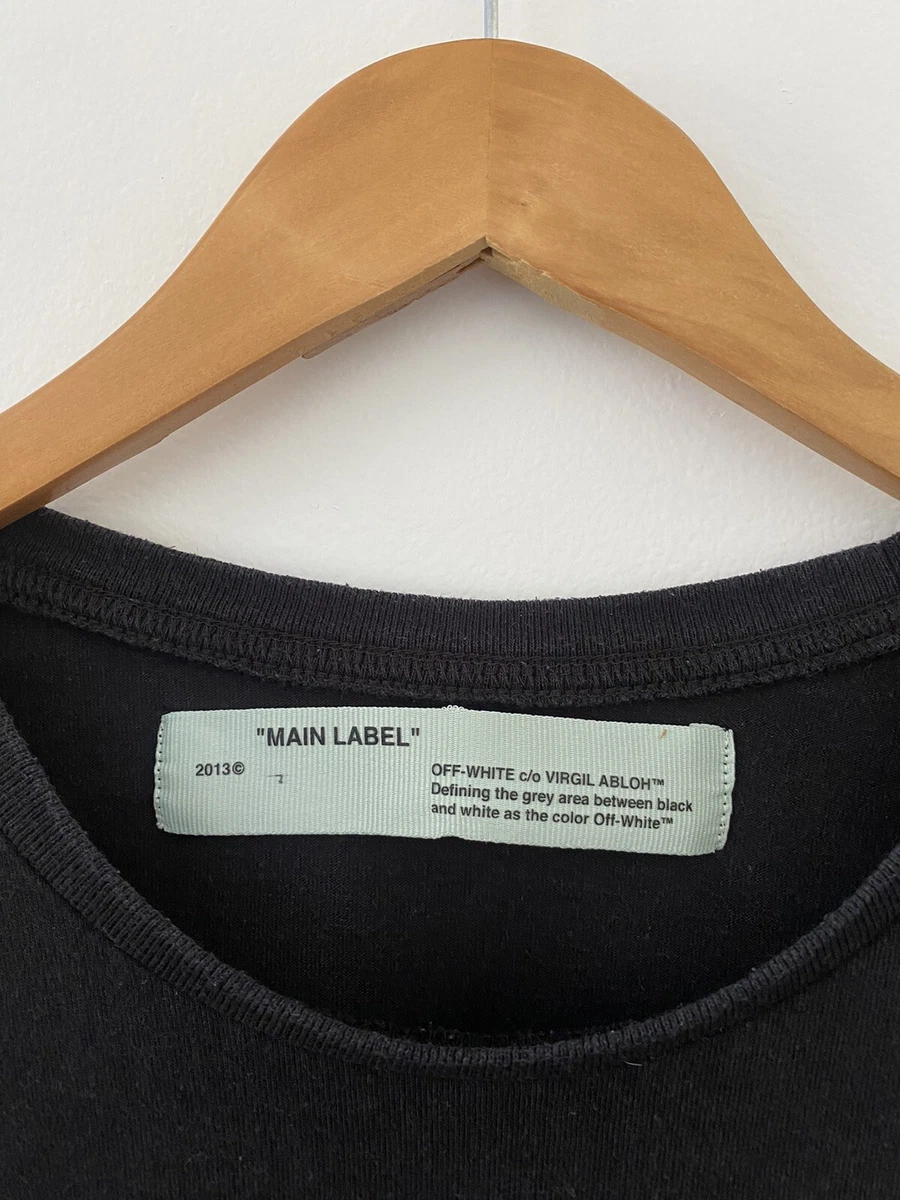 "MAIN LABEL"
2013©
OFF-WHITE c/o VIRGIL ABLOH™
Defining the grey area between black
and white as the color Off-White™